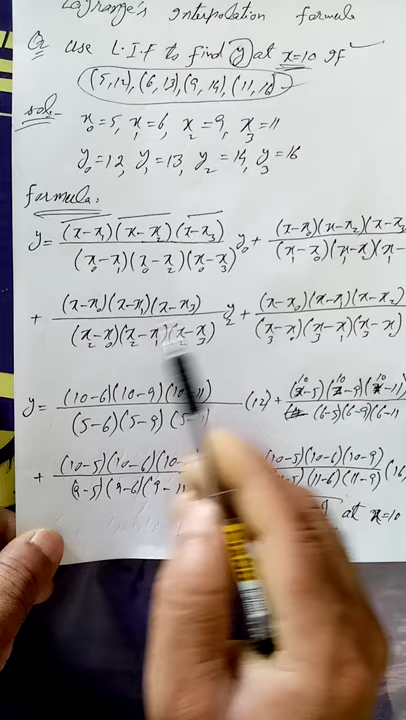 Lagrange's Interpolation formula
Q Use L.I.F to find y at x=10 if
(5,12), (6,13), (9,14), (11,16)
sol-
x₀=5, x₁=6, x₂=9, x₃=11
y₀=12, y₁=13, y₂=14, y₃=16
formula:
y= (x-x₁)(x-x₂)(x-x₃) / (x₀-x₁)(x₀-x₂)(x₀-x₃) y₀ + (x-x₀)(x-x₂)(x-x₃ / (x₁-x₀)(x₁-x₂)(x₁-
+ (x-x₀)(x-x₁)(x-x₃) / (x₂-x₀)(x₂-x₁)(x₂-x₃) y₂ + (x-x₀)(x-x₁)(x-x₂) / (x₃-x₀)(x₃-x₁)(x₃-x
y= (10-6)(10-9)(10-11) / (5-6)(5-9)(5- (12) + (10-5)(10-9)(10-11) / (6-5)(6-9)(6-11
+ (10-5)(10-6)(10- / (9-5)(9-6)(9-11 (10-5)(10-6)(10-9) / -5)(11-6)(11-9) (16
at x=10